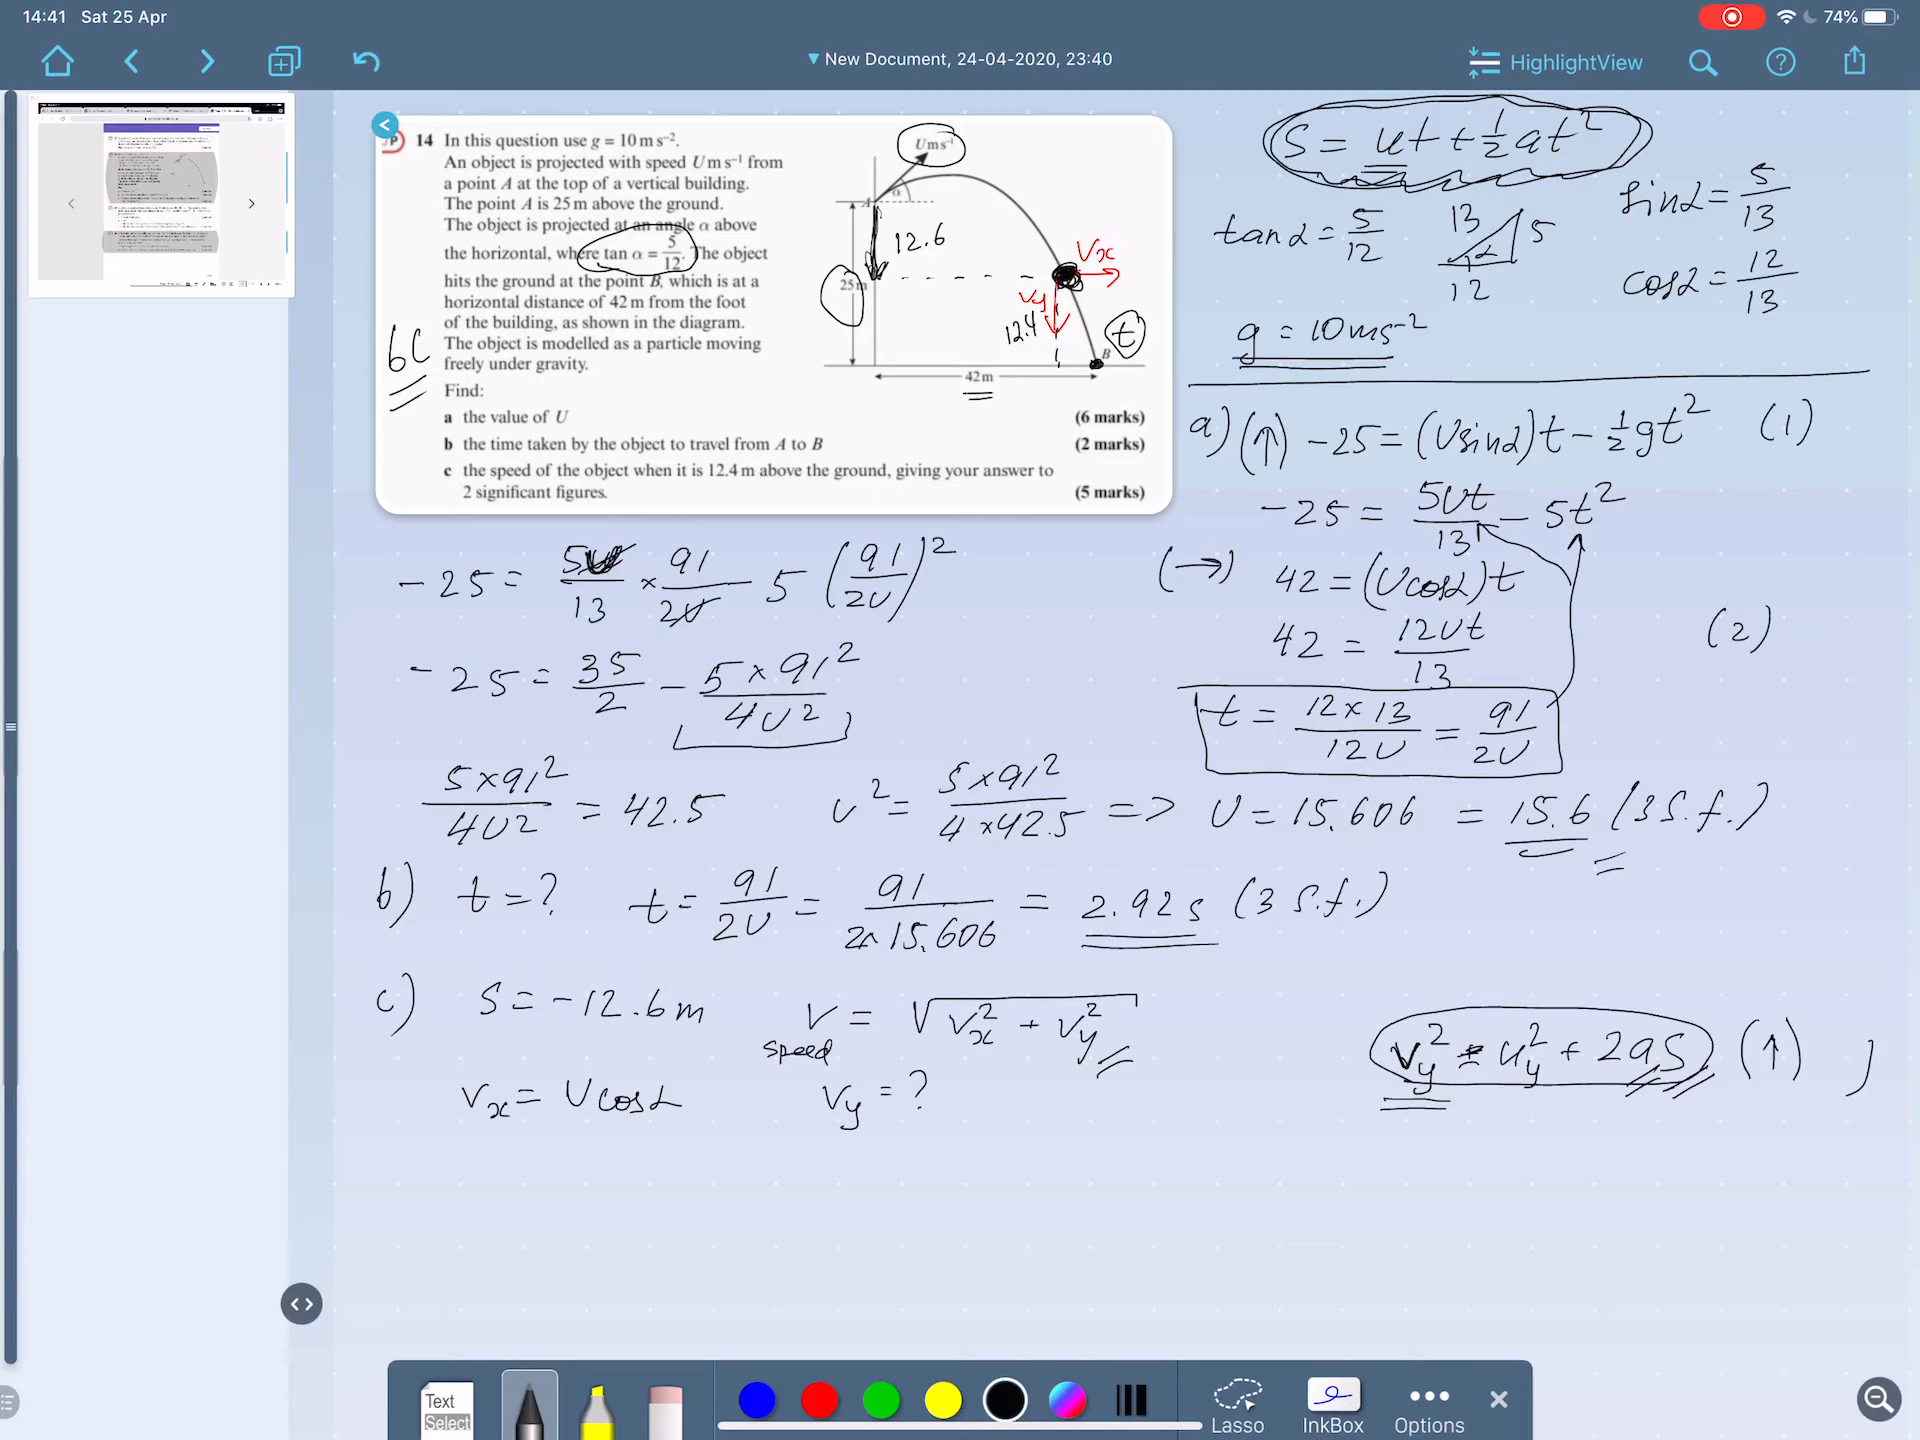 14:41 Sat 25 Apr
74%
New Document, 24-04-2020, 23:40
HighlightView
14 In this question use g = 10 m s⁻².
An object is projected with speed U m s⁻¹ from
a point A at the top of a vertical building.
The point A is 25 m above the ground.
The object is projected at an angle α above
the horizontal, where tan α = 5/12. The object
hits the ground at the point B, which is at a
horizontal distance of 42 m from the foot
of the building, as shown in the diagram.
The object is modelled as a particle moving
freely under gravity.
Find:
a the value of U (6 marks)
b the time taken by the object to travel from A to B (2 marks)
c the speed of the object when it is 12.4 m above the ground, giving your answer to
2 significant figures. (5 marks)
6C
U m s⁻¹
α
A
12.6
25 m
Vx
Vy
12.4
t
B
42 m
S = ut + ½at²
tanα = 5/12
13
5
α
12
sinα = 5/13
cosα = 12/13
g = 10ms⁻²
a) (↑) -25 = (Usinα)t - ½gt² (1)
-25 = 5Ut/13 - 5t²
(→) 42 = (Ucosα)t
42 = 12Ut/13 (2)
t = 12×13/12U = 91/2U
-25 = 5U/13 × 91/2U - 5(91/2U)²
-25 = 35/2 - 5×91²/4U²
5×91²/4U² = 42.5
U² = 5×91²/4×42.5 => U = 15.606 = 15.6 (3 S.f.)
b) t = ? t = 91/2U = 91/2×15.606 = 2.92s (3 S.f.)
c) S = -12.6m
V = √Vx² + Vy²
speed
Vy² = Uy² + 2aS (↑)
Vx = Ucosα
Vy = ?
Text
Select
Lasso
InkBox
Options